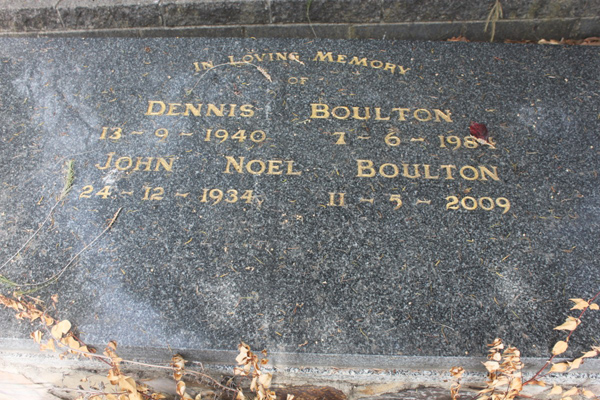 IN LOVING MEMORY
OF
DENNIS BOULTON
13 - 9 - 1940 7 - 6 - 1984
JOHN NOEL BOULTON
24 - 12 - 1934 11 - 5 - 2009